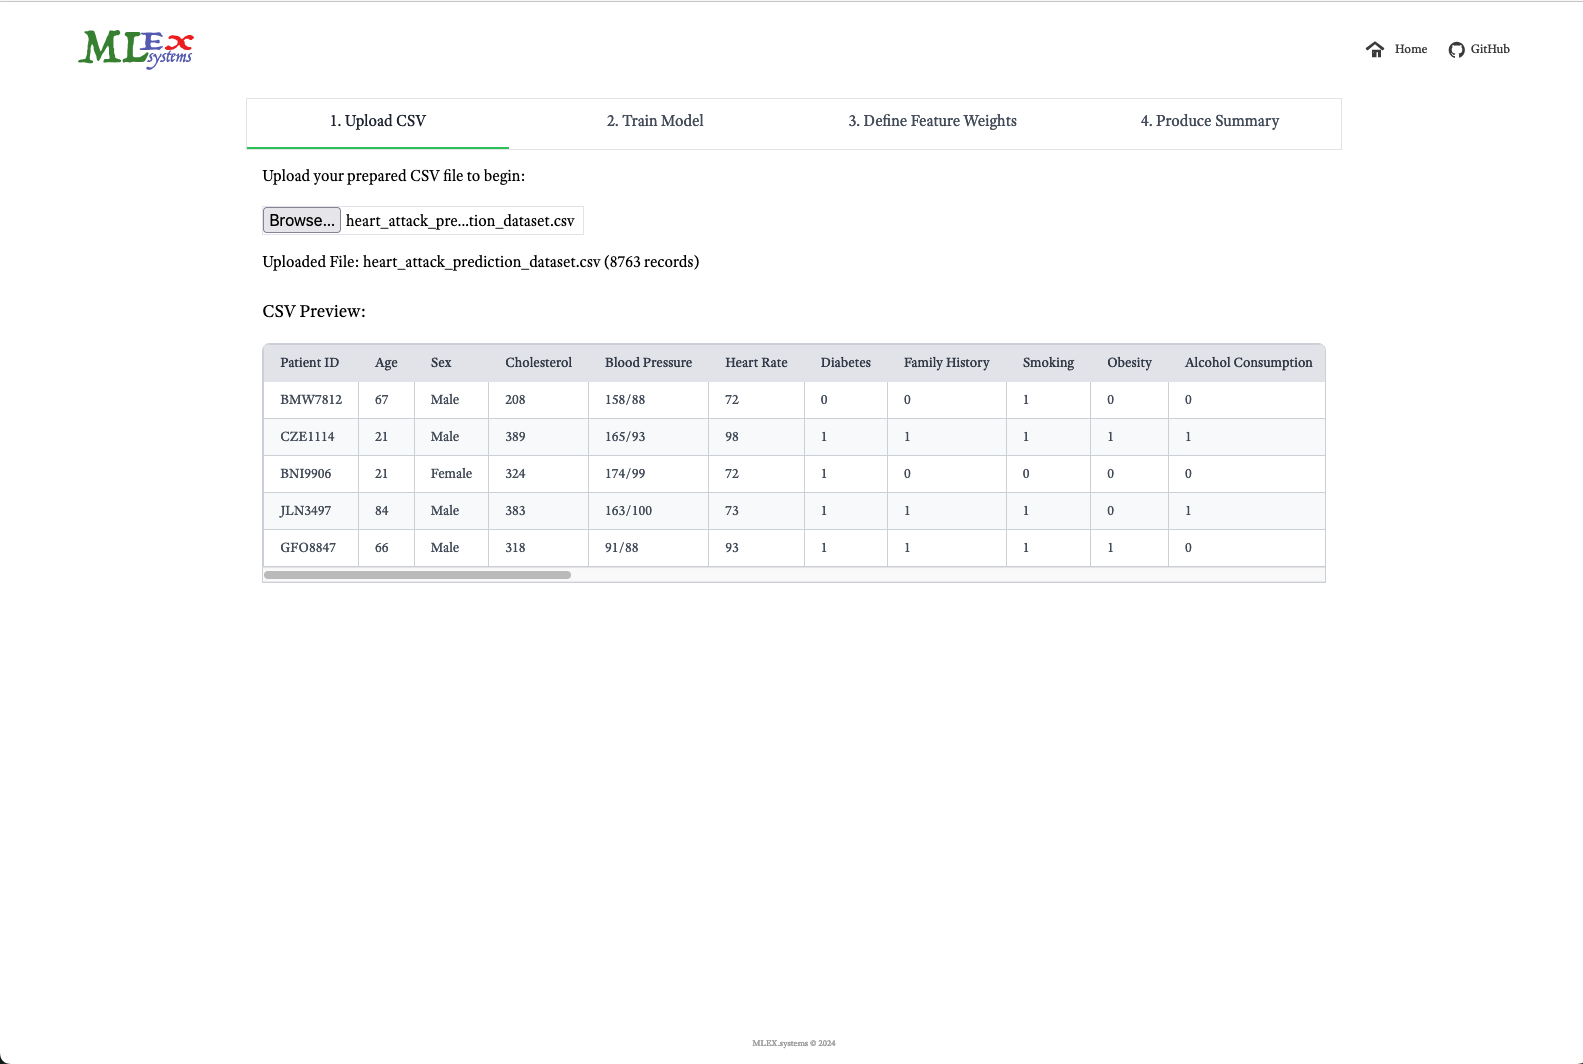 MLEx systems
Home GitHub
1. Upload CSV 2. Train Model 3. Define Feature Weights 4. Produce Summary
Upload your prepared CSV file to begin:
Browse... heart_attack_pre...tion_dataset.csv
Uploaded File: heart_attack_prediction_dataset.csv (8763 records)
CSV Preview:
Patient ID Age Sex Cholesterol Blood Pressure Heart Rate Diabetes Family History Smoking Obesity Alcohol Consumption
BMW7812 67 Male 208 158/88 72 0 0 1 0 0
CZE1114 21 Male 389 165/93 98 1 1 1 1 1
BNI9906 21 Female 324 174/99 72 1 0 0 0 0
JLN3497 84 Male 383 163/100 73 1 1 1 0 1
GFO8847 66 Male 318 91/88 93 1 1 1 1 0
MLEX.systems © 2024